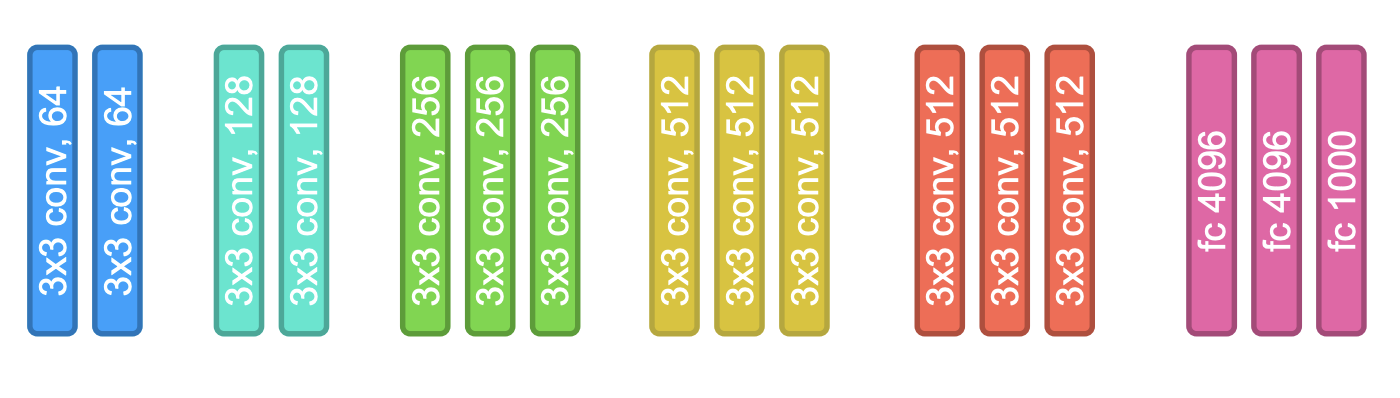 3x3 conv, 64
3x3 conv, 64
3x3 conv, 128
3x3 conv, 128
3x3 conv, 256
3x3 conv, 256
3x3 conv, 256
3x3 conv, 512
3x3 conv, 512
3x3 conv, 512
3x3 conv, 512
3x3 conv, 512
3x3 conv, 512
fc 4096
fc 4096
fc 1000